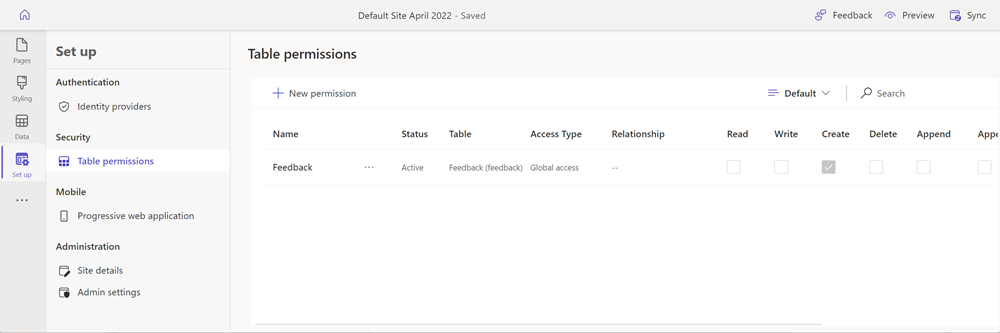 Default Site April 2022 - Saved
Feedback
Preview
Sync
Pages
Styling
Data
Set up
Set up
Authentication
Identity providers
Security
Table permissions
Mobile
Progressive web application
Administration
Site details
Admin settings
Table permissions
New permission
Default
Search
Name Status Table Access Type Relationship Read Write Create Delete Append Appe
Feedback ... Active Feedback (feedback) Global access --